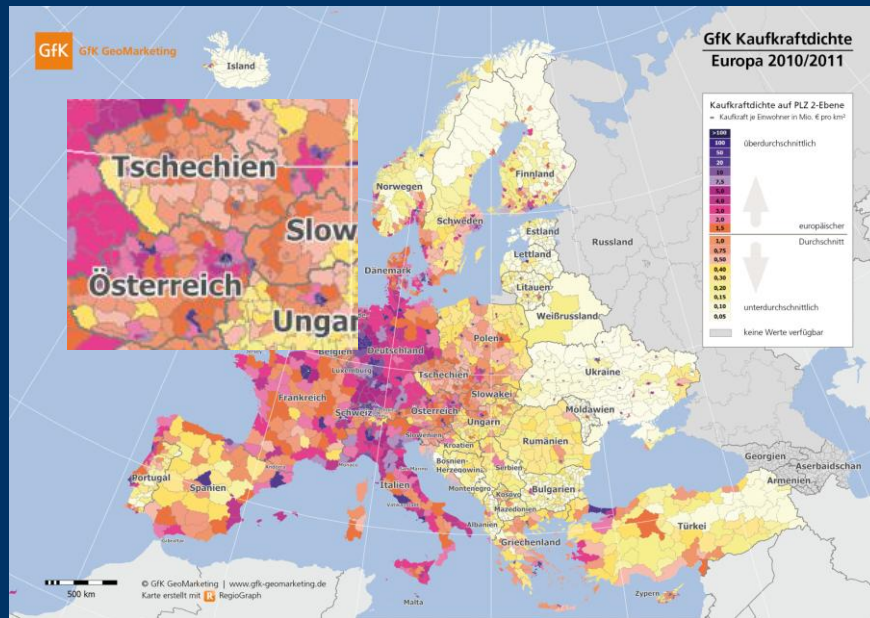 GfK GfK GeoMarketing
GfK Kaufkraftdichte
Europa 2010/2011
Kaufkraftdichte auf PLZ 2-Ebene
= Kaufkraft je Einwohner in Mio. € pro km²
>100
100
50
20
10
7,5
5,0
4,0
3,0
2,0
1,5
1,0
0,75
0,50
0,40
0,30
0,20
0,15
0,10
0,05
überdurchschnittlich
europäischer
Durchschnitt
unterdurchschnittlich
keine Werte verfügbar
Island
Tschechien
Slow
Österreich
Ungar
Norwegen
Finnland
Schweden
Estland
Lettland
Litauen
Russland
Dänemark
Weißrussland
Belgien
Deutschland
Polen
Luxemburg
Tschechien
Ukraine
Frankreich
Slowakei
Schweiz
Österreich
Moldawien
Ungarn
Slowenien
Kroatien
Rumänien
Bosnien-
Herzegowina
Serbien
Georgien
Aserbaidschan
Armenien
Andorra
Monaco
Portugal
Spanien
Italien
Montenegro
Kosovo
Bulgarien
Mazedonien
Albanien
Türkei
Griechenland
Gibraltar
Malta
Zypern
500 km
© GfK GeoMarketing | www.gfk-geomarketing.de
Karte erstellt mit R RegioGraph